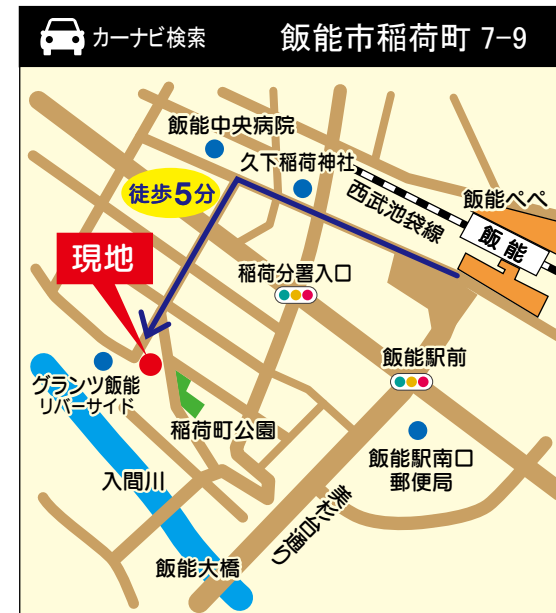 カーナビ検索 飯能市稲荷町 7-9
飯能中央病院
久下稲荷神社
徒歩5分
西武池袋線
飯能ペペ
飯能
現地
稲荷分署入口
飯能駅前
グランツ飯能
リバーサイド
稲荷町公園
飯能駅南口
郵便局
入間川
美杉台通り
飯能大橋